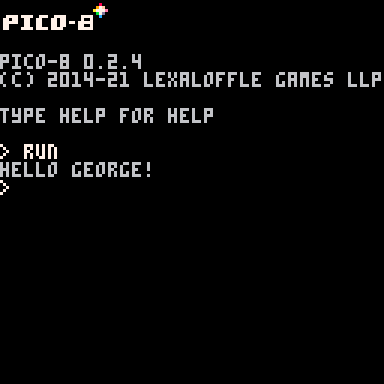 PICO-8
PICO-8 0.2.4
(C) 2014-21 LEXALOFFLE GAMES LLP
TYPE HELP FOR HELP
> RUN
HELLO GEORGE!
>